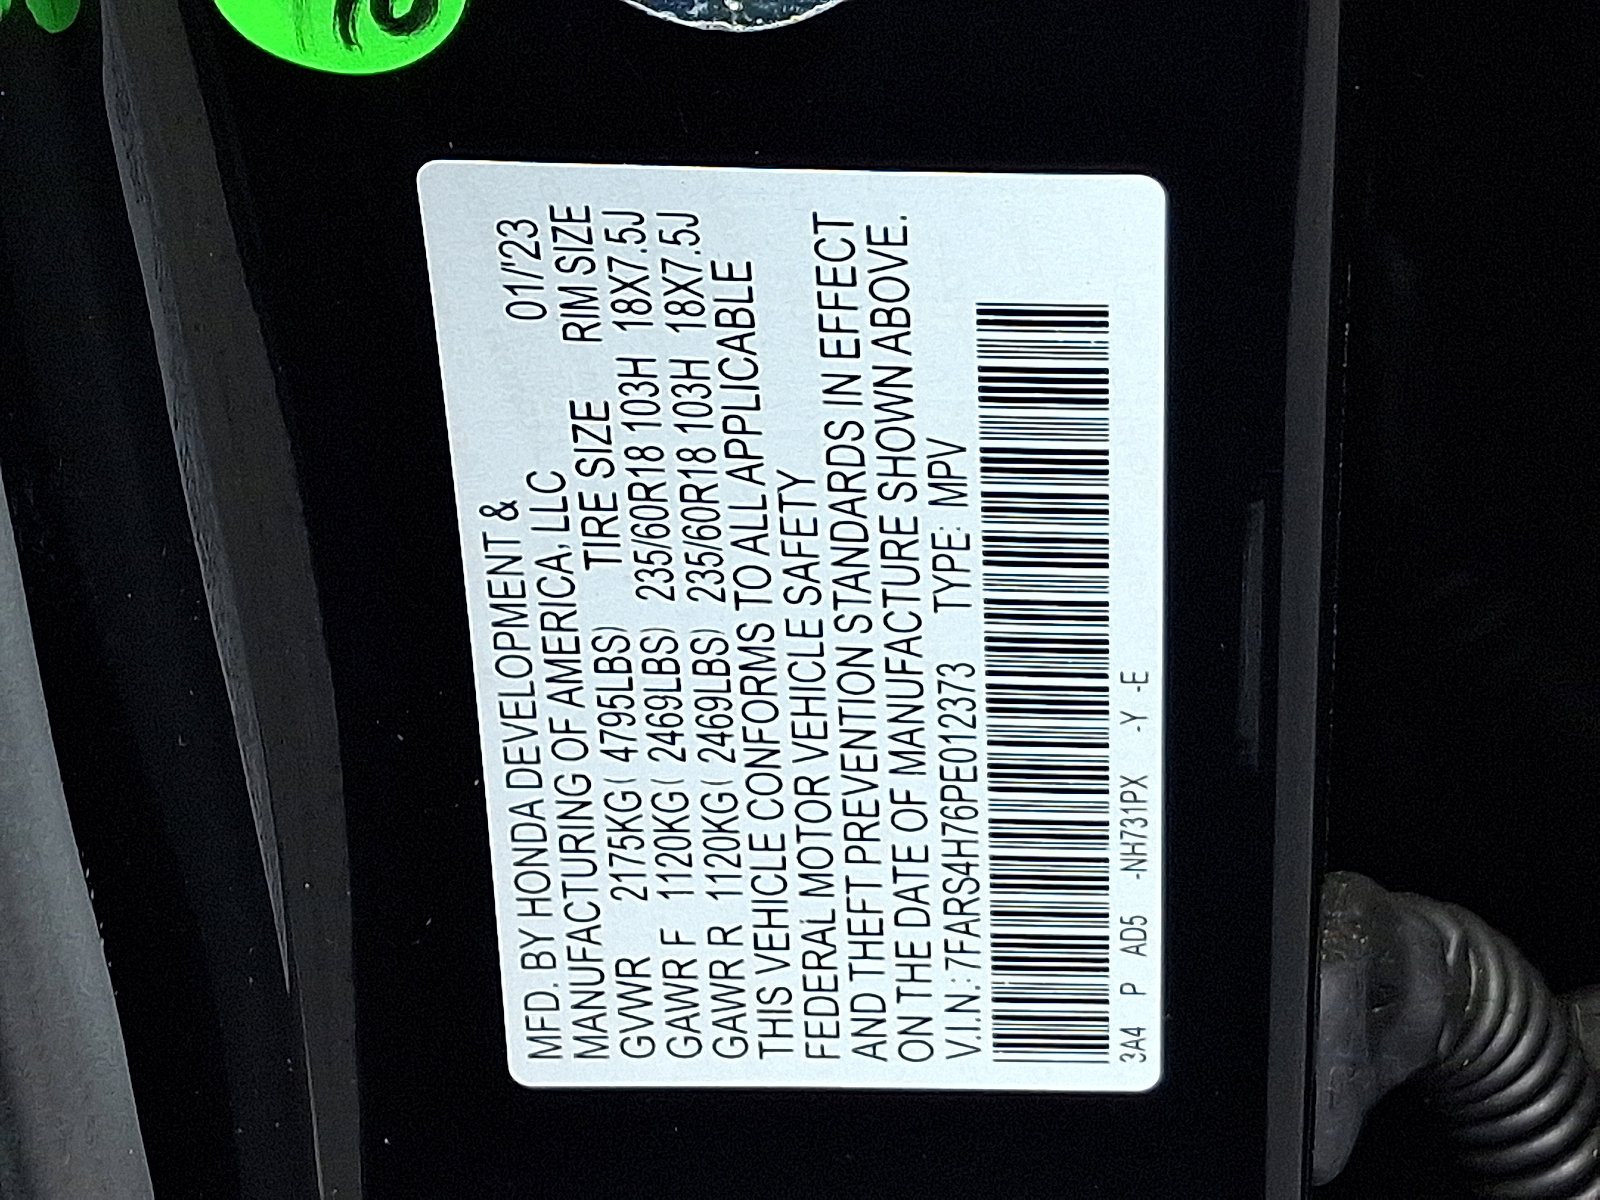 MFD. BY HONDA DEVELOPMENT & 01/'23
MANUFACTURING OF AMERICA, LLC
TIRE SIZE RIM SIZE
GVWR 2175KG( 4795LBS) 235/60R18 103H 18X7.5J
GAWR F 1120KG( 2469LBS) 235/60R18 103H 18X7.5J
GAWR R 1120KG( 2469LBS)
THIS VEHICLE CONFORMS TO ALL APPLICABLE
FEDERAL MOTOR VEHICLE SAFETY
AND THEFT PREVENTION STANDARDS IN EFFECT
ON THE DATE OF MANUFACTURE SHOWN ABOVE.
V.I.N.: 7FARS4H76PE012373 TYPE: MPV
3A4 P AD5 -NH731PX -Y -E